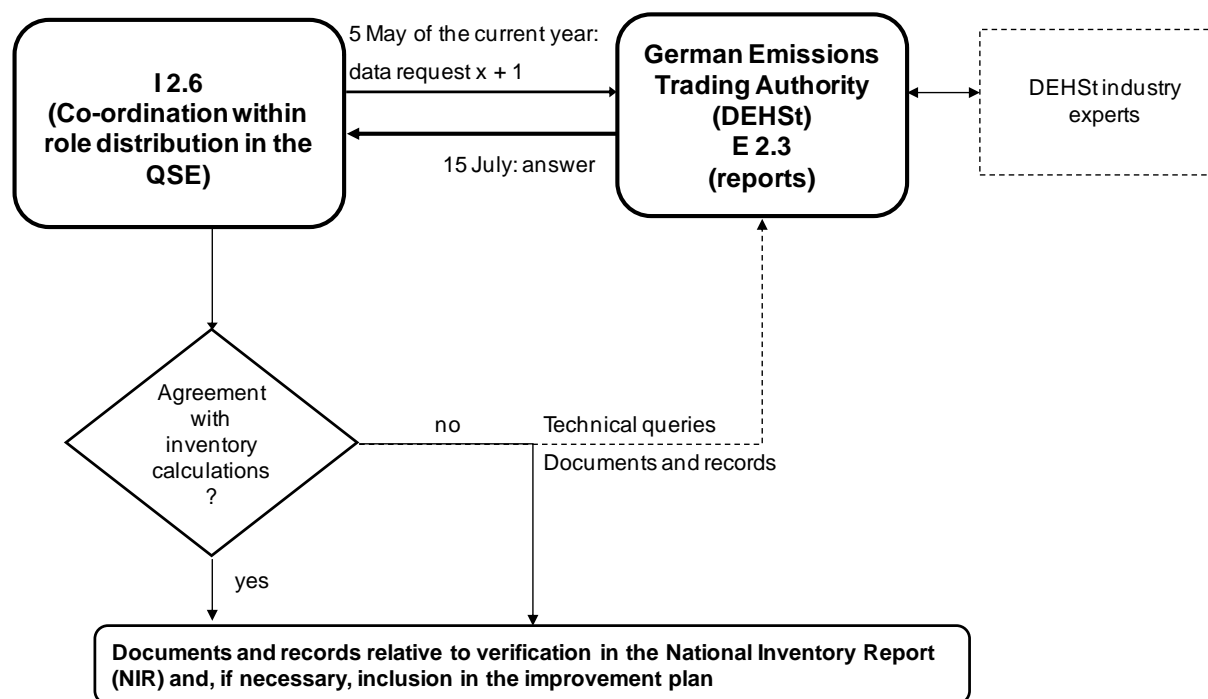 I 2.6
(Co-ordination within
role distribution in the
QSE)
5 May of the current year:
data request x + 1
15 July: answer
German Emissions
Trading Authority
(DEHSt)
E 2.3
(reports)
DEHSt industry
experts
Agreement
with
inventory
calculations
?
no
Technical queries
Documents and records
yes
Documents and records relative to verification in the National Inventory Report
(NIR) and, if necessary, inclusion in the improvement plan